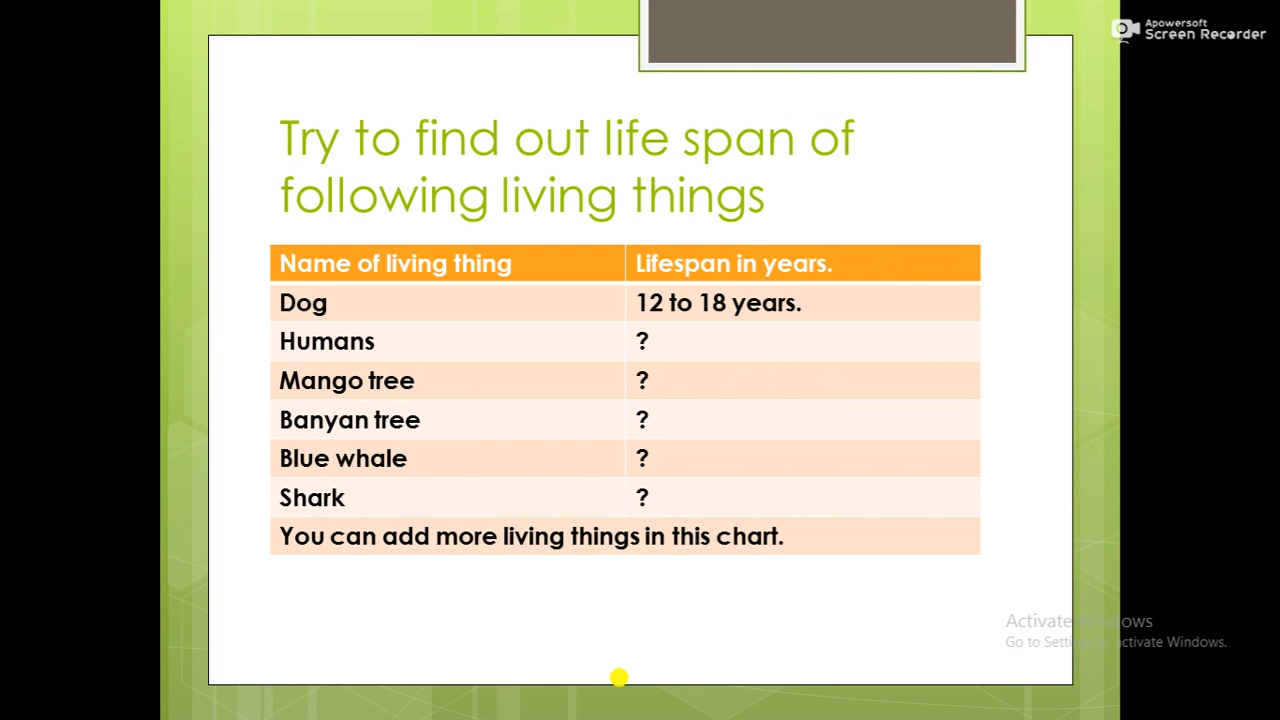 Apowersoft
Screen Recorder
Try to find out life span of
following living things
Name of living thing Lifespan in years.
Dog 12 to 18 years.
Humans ?
Mango tree ?
Banyan tree ?
Blue whale ?
Shark ?
You can add more living things in this chart.
Activate Windows
Go to Settings to activate Windows.